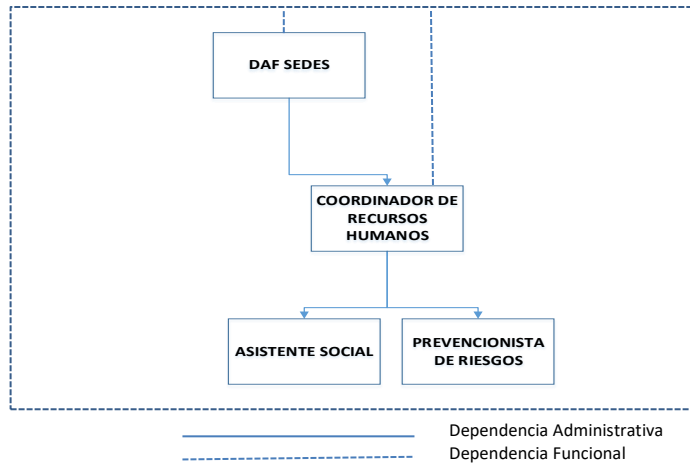 DAF SEDES
COORDINADOR DE
RECURSOS
HUMANOS
ASISTENTE SOCIAL
PREVENCIONISTA
DE RIESGOS
Dependencia Administrativa
Dependencia Funcional